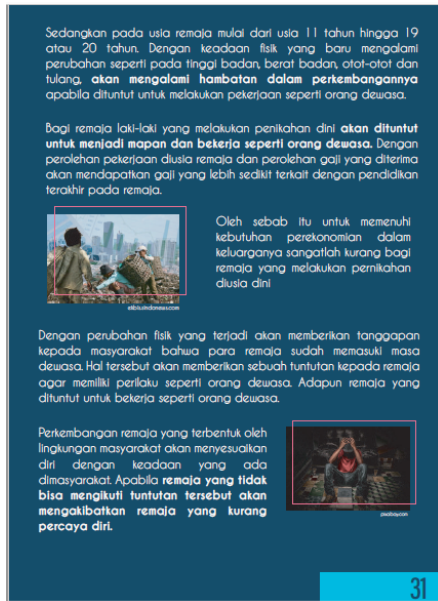 Sedangkan pada usia remaja mulai dari usia 11 tahun hingga 19
atau 20 tahun. Dengan keadaan fisik yang baru mengalami
perubahan seperti pada tinggi badan, berat badan, otot-otot dan
tulang, akan mengalami hambatan dalam perkembangannya
apabila dituntut untuk melakukan pekerjaan seperti orang dewasa.
Bagi remaja laki-laki yang melakukan penikahan dini akan dituntut
untuk menjadi mapan dan bekerja seperti orang dewasa. Dengan
perolehan pekerjaan diusia remaja dan perolehan gaji yang diterima
akan mendapatkan gaji yang lebih sedikit terkait dengan pendidikan
terakhir pada remaja.
Oleh sebab itu untuk memenuhi
kebutuhan perekonomian dalam
keluarganya sangatlah kurang bagi
remaja yang melakukan pernikahan
diusia dini
Dengan perubahan fisik yang terjadi akan memberikan tanggapan
kepada masyarakat bahwa para remaja sudah memasuki masa
dewasa. Hal tersebut akan memberikan sebuah tuntutan kepada remaja
agar memiliki perilaku seperti orang dewasa. Adapun remaja yang
dituntut untuk bekerja seperti orang dewasa.
Perkembangan remaja yang terbentuk oleh
lingkungan masyarakat akan menyesuaikan
diri dengan keadaan yang ada
dimasyarakat. Apabila remaja yang tidak
bisa mengikuti tuntutan tersebut akan
mengakibatkan remaja yang kurang
percaya diri.
31